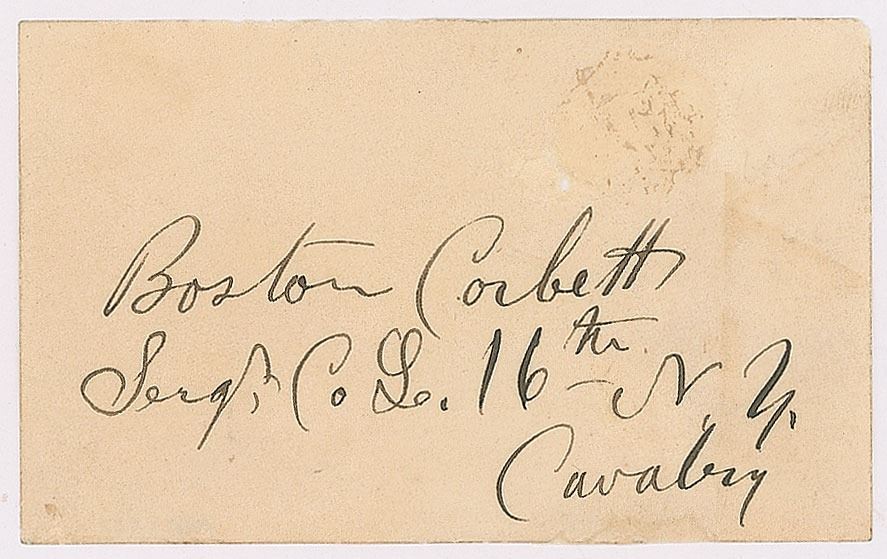 Boston Corbett
Sergt Co L. 16th N. Y.
Cavalry